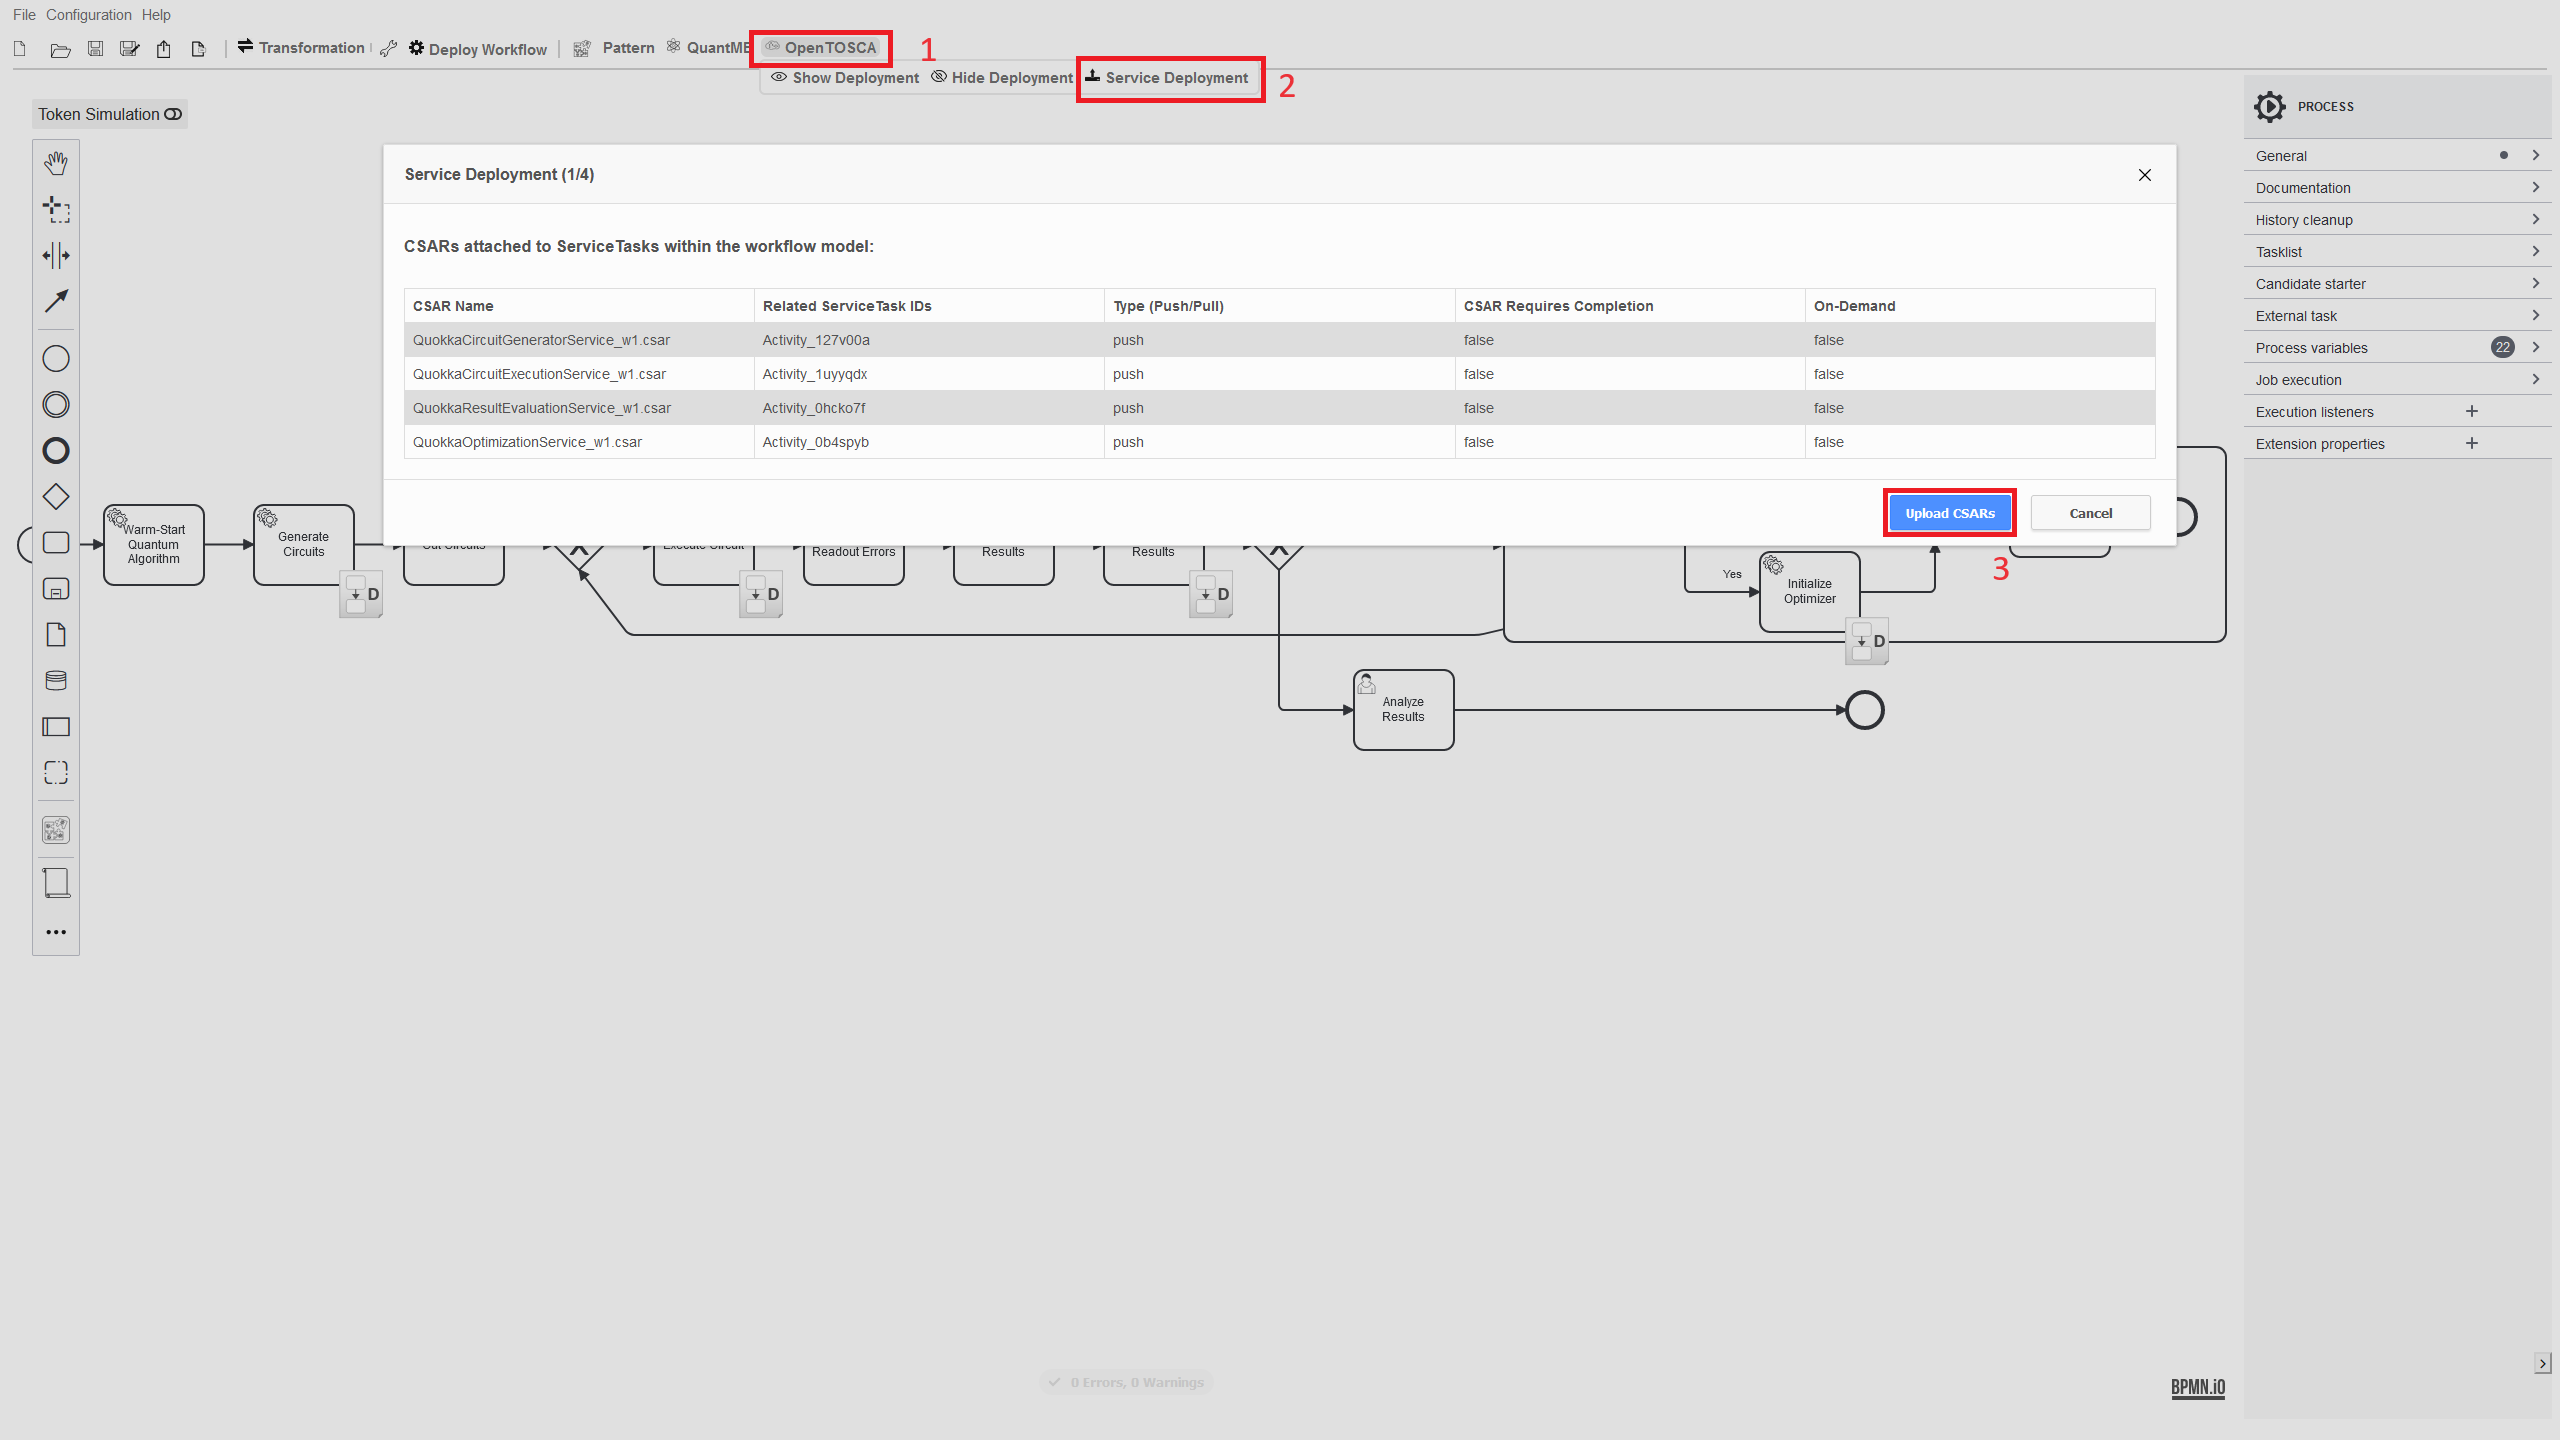 File Configuration Help
Transformation Deploy Workflow Pattern QuantME OpenTOSCA 1
Show Deployment Hide Deployment Service Deployment 2
Token Simulation
PROCESS
General
Documentation
History cleanup
Tasklist
Candidate starter
External task
Process variables 22
Job execution
Execution listeners
Extension properties
Service Deployment (1/4)
CSARs attached to ServiceTasks within the workflow model:
CSAR Name Related ServiceTask IDs Type (Push/Pull) CSAR Requires Completion On-Demand
QuokkaCircuitGeneratorService_w1.csar Activity_127v00a push false false
QuokkaCircuitExecutionService_w1.csar Activity_1uyyqdx push false false
QuokkaResultEvaluationService_w1.csar Activity_0hcko7f push false false
QuokkaOptimizationService_w1.csar Activity_0b4spyb push false false
Upload CSARs Cancel
3
Warm-Start
Quantum
Algorithm
Generate
Circuits
Cut Circuits
Execute Circuit
Readout Errors
Results
Results
Yes
Initialize
Optimizer
D
D
D
D
Analyze
Results
0 Errors, 0 Warnings
BPMN.iO